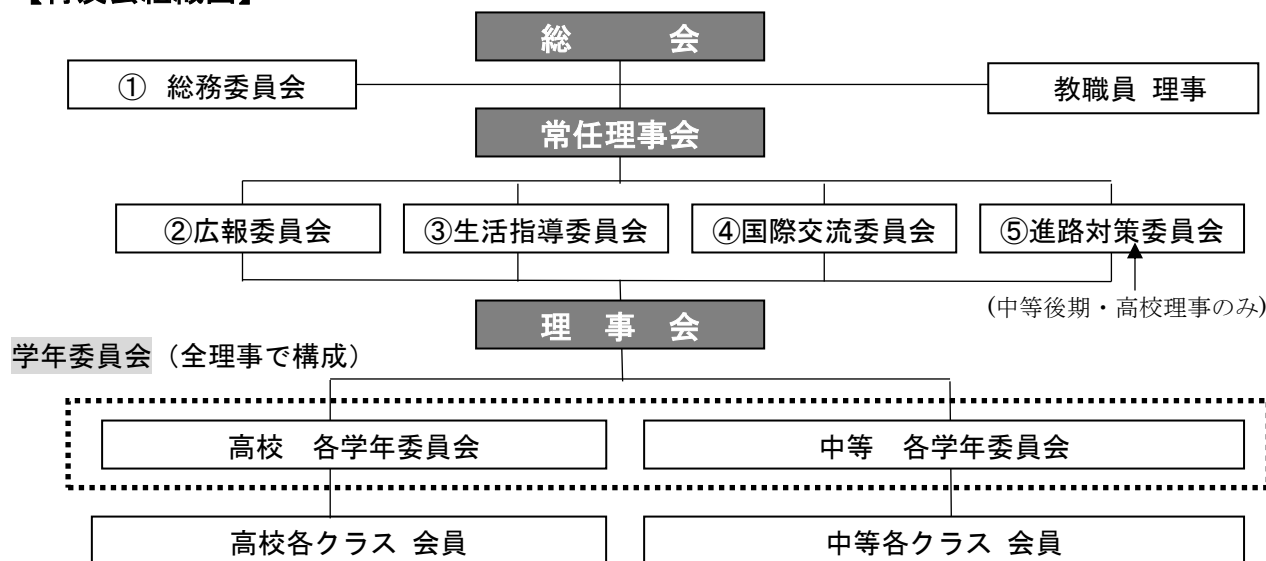 総　会
① 総務委員会
教職員 理事
常任理事会
②広報委員会
③生活指導委員会
④国際交流委員会
⑤進路対策委員会
(中等後期・高校理事のみ)
理 事 会
学年委員会（全理事で構成）
高校　各学年委員会
中等　各学年委員会
高校各クラス 会員
中等各クラス 会員